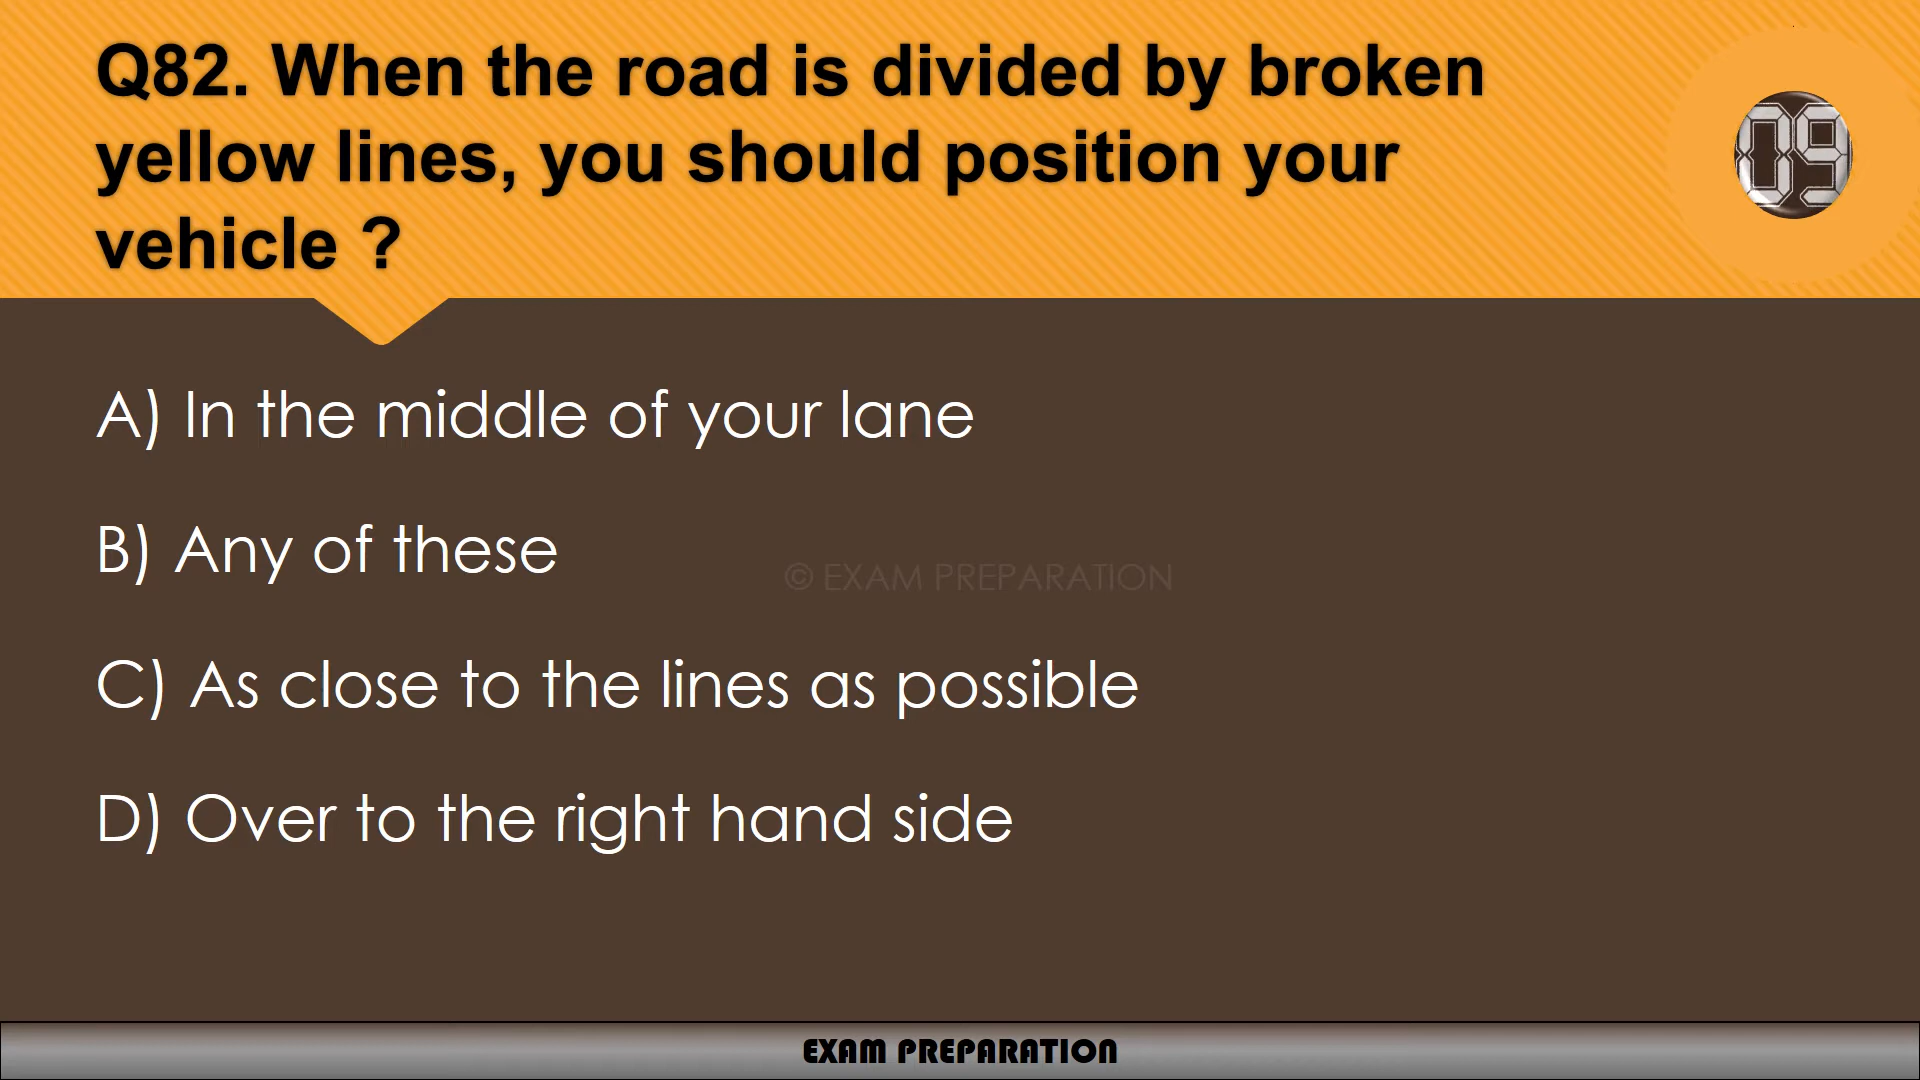 Q82. When the road is divided by broken
yellow lines, you should position your
vehicle ?
09
A) In the middle of your lane
B) Any of these
© EXAM PREPARATION
C) As close to the lines as possible
D) Over to the right hand side
EXAM PREPARATION